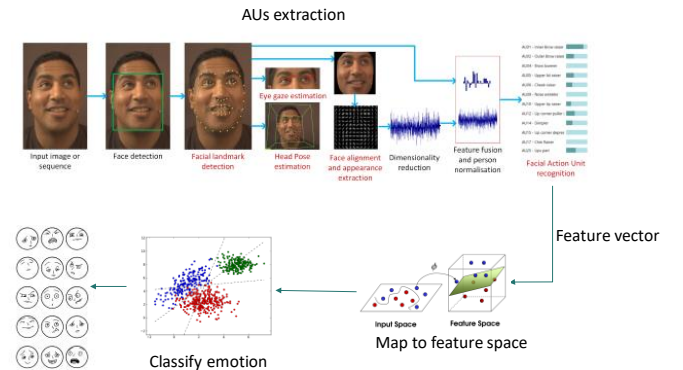 AUs extraction
Eye gaze estimation
Input image or
sequence
Face detection
Facial landmark
detection
Head Pose
estimation
Face alignment
and appearance
extraction
Dimensionality
reduction
Feature fusion
and person
normalisation
Facial Action Unit
recognition
Feature vector
ϕ
Input Space
Feature Space
Map to feature space
Classify emotion